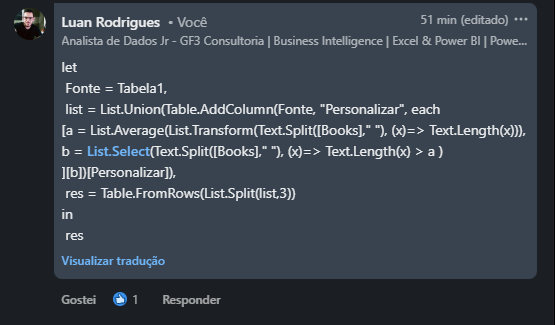 Luan Rodrigues • Você 51 min (editado) •••
Analista de Dados Jr - GF3 Consultoria | Business Intelligence | Excel & Power BI | Powe...
let
Fonte = Tabela1,
list = List.Union(Table.AddColumn(Fonte, "Personalizar", each
[a = List.Average(List.Transform(Text.Split([Books]," "), (x)=> Text.Length(x))),
b = List.Select(Text.Split([Books]," "), (x)=> Text.Length(x) > a )
][b])[Personalizar]),
res = Table.FromRows(List.Split(list,3))
in
res
Visualizar tradução
Gostei 1 Responder